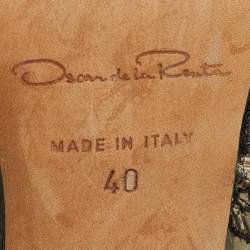 Oscar de la Renta
MADE IN ITALY
40